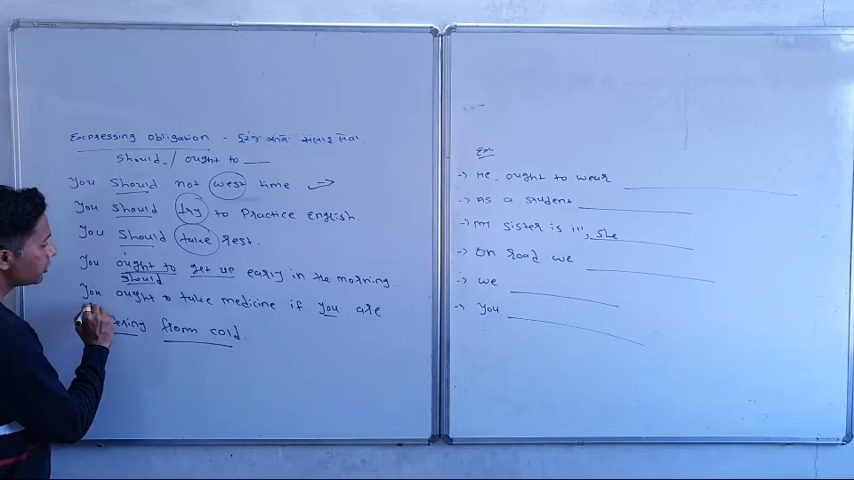 Expressing obligation -
should / ought to
You should not west time.
You should try to Practice English.
You should take rest.
You ought to get up early in the morning.
should
You ought to take medicine if you are
ering from cold.
Ex:
-> He ought to wear
-> As a student
-> My sister is ill, she
-> On road we
-> We
-> You